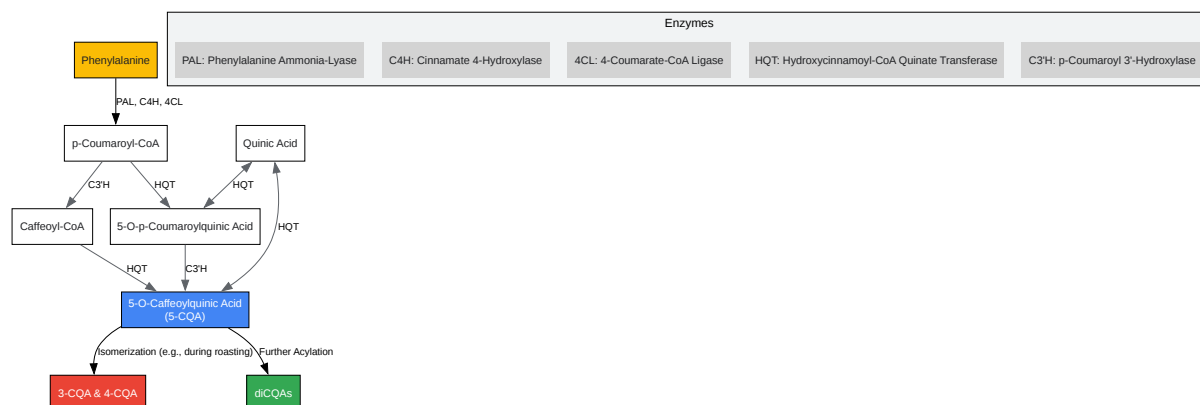 Enzymes
Phenylalanine
PAL: Phenylalanine Ammonia-Lyase
C4H: Cinnamate 4-Hydroxylase
4CL: 4-Coumarate-CoA Ligase
HQT: Hydroxycinnamoyl-CoA Quinate Transferase
C3'H: p-Coumaroyl 3'-Hydroxylase
PAL, C4H, 4CL
p-Coumaroyl-CoA
Quinic Acid
C3'H
HQT
HQT
Caffeoyl-CoA
5-O-p-Coumaroylquinic Acid
HQT
HQT
C3'H
5-O-Caffeoylquinic Acid
(5-CQA)
Isomerization (e.g., during roasting)
Further Acylation
3-CQA & 4-CQA
diCQAs